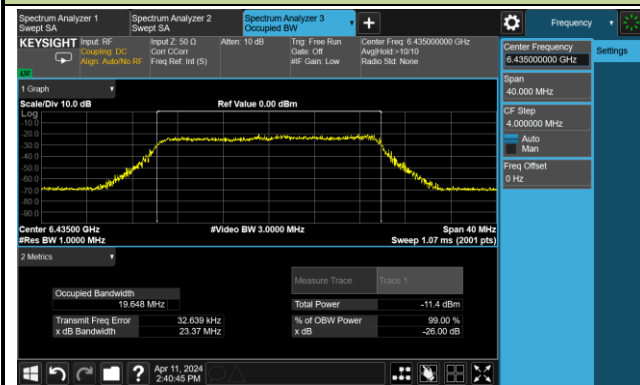 Spectrum Analyzer 1
Swept SA
Spectrum Analyzer 2
Swept SA
Spectrum Analyzer 3
Occupied BW
Frequency
KEYSIGHT
Input: RF
Coupling: DC
Align: Auto/No RF
Input Z: 50 Ω
Corr CCorr
Freq Ref: Int (S)
Atten: 10 dB
Trig: Free Run
Gate: Off
#IF Gain: Low
Center Freq: 6.435000000 GHz
Avg|Hold:>10/10
Radio Std: None
Center Frequency
6.435000000 GHz
Settings
Span
40.000 MHz
CF Step
4.000000 MHz
Auto
Man
Freq Offset
0 Hz
1 Graph
Scale/Div 10.0 dB
Ref Value 0.00 dBm
Log
-10.0
-20.0
-30.0
-40.0
-50.0
-60.0
-70.0
-80.0
-90.0
Center 6.43500 GHz
#Video BW 3.0000 MHz
Span 40 MHz
#Res BW 1.0000 MHz
Sweep 1.07 ms (2001 pts)
2 Metrics
Measure Trace
Trace 1
Occupied Bandwidth
19.648 MHz
Total Power
-11.4 dBm
Transmit Freq Error
32.639 kHz
% of OBW Power
99.00 %
x dB Bandwidth
23.37 MHz
x dB
-26.00 dB
Apr 11, 2024
2:40:45 PM